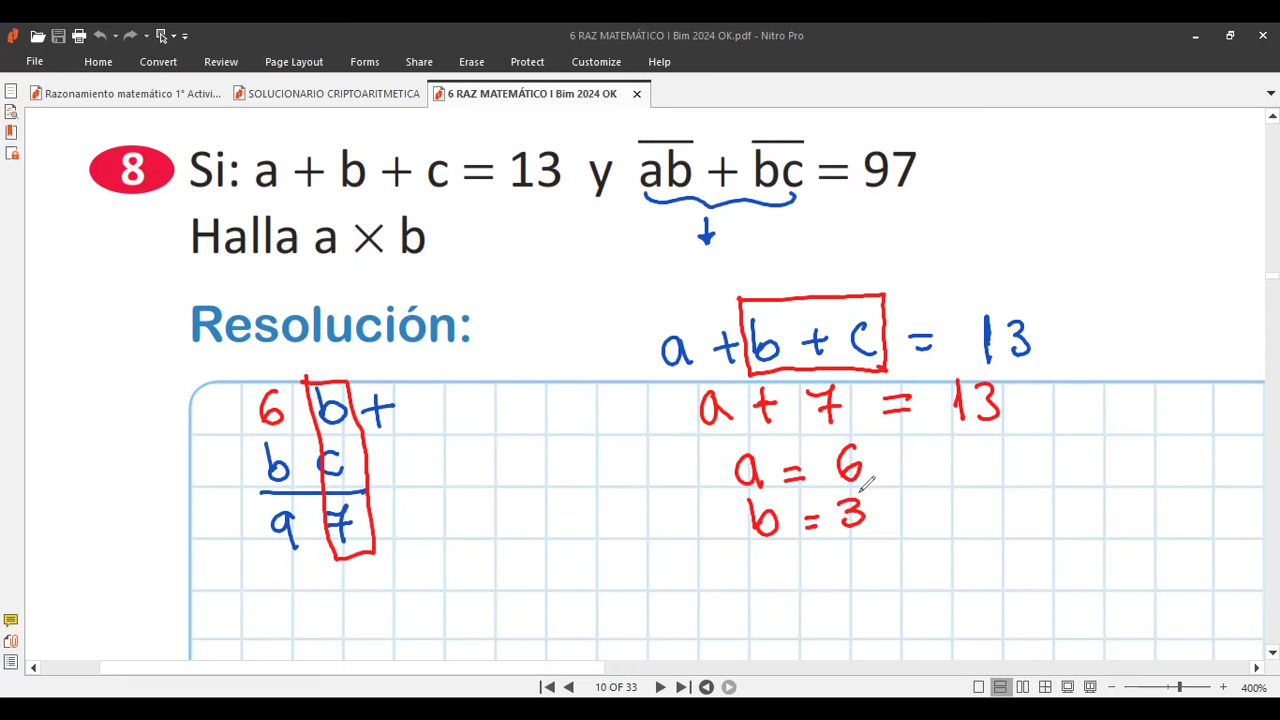 6 RAZ MATEMÁTICO I Bim 2024 OK.pdf - Nitro Pro
File Home Convert Review Page Layout Forms Share Erase Protect Customize Help
Razonamiento matemático 1° Activi... SOLUCIONARIO CRIPTOARITMETICA 6 RAZ MATEMÁTICO I Bim 2024 OK
8 Si: a + b + c = 13 y ab + bc = 97
Halla a × b
Resolución:
a + b + c = 13
6 b +
b c
9 7
a + 7 = 13
a = 6
b = 3
10 OF 33
400%